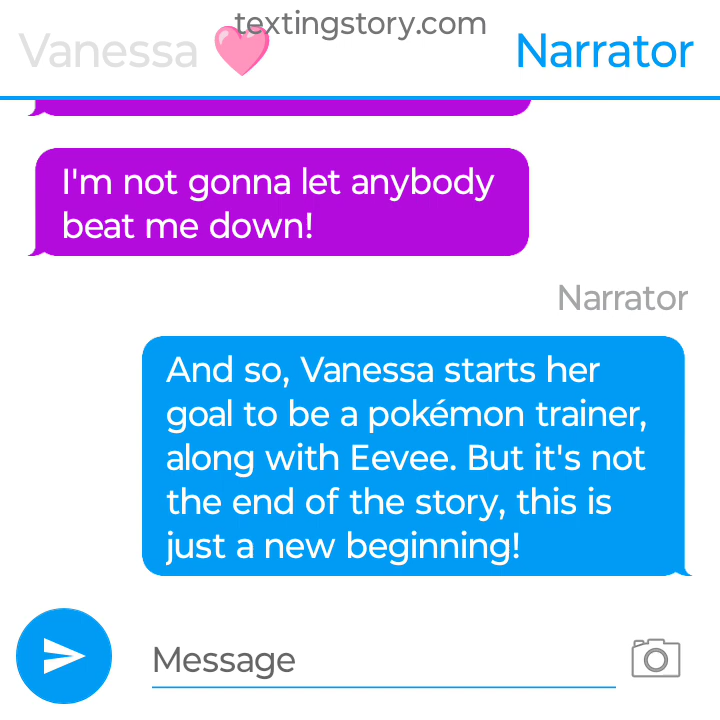 textingstory.com
Vanessa 🩷 Narrator
I'm not gonna let anybody
beat me down!
Narrator
And so, Vanessa starts her
goal to be a pokémon trainer,
along with Eevee. But it's not
the end of the story, this is
just a new beginning!
Message